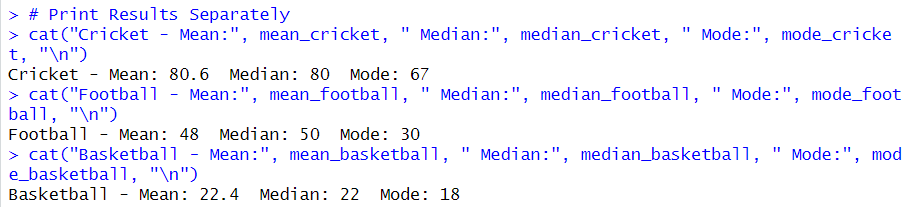 > # Print Results Separately
> cat("Cricket - Mean:", mean_cricket, " Median:", median_cricket, " Mode:", mode_cricke
t, "\n")
Cricket - Mean: 80.6  Median: 80  Mode: 67
> cat("Football - Mean:", mean_football, " Median:", median_football, " Mode:", mode_foot
ball, "\n")
Football - Mean: 48  Median: 50  Mode: 30
> cat("Basketball - Mean:", mean_basketball, " Median:", median_basketball, " Mode:", mod
e_basketball, "\n")
Basketball - Mean: 22.4  Median: 22  Mode: 18